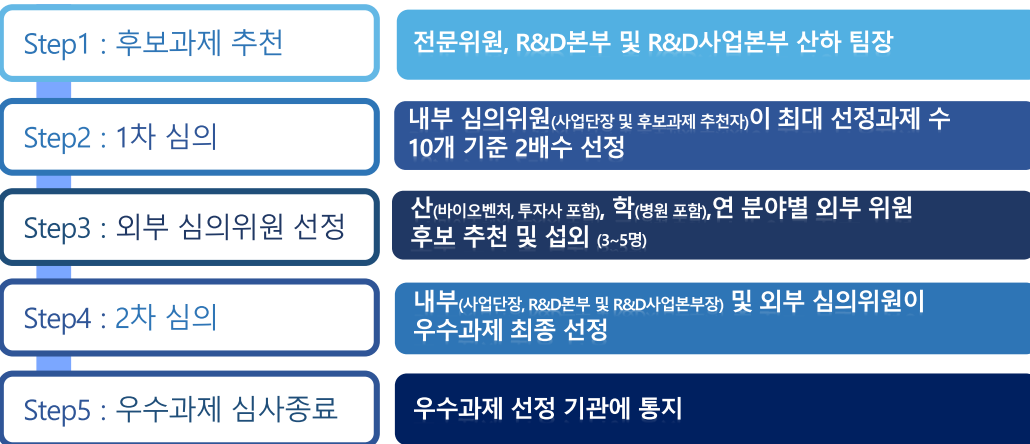 Step1 : 후보과제 추천
전문위원, R&D본부 및 R&D사업본부 산하 팀장
Step2 : 1차 심의
내부 심의위원(사업단장 및 후보과제 추천자)이 최대 선정과제 수
10개 기준 2배수 선정
Step3 : 외부 심의위원 선정
산(바이오벤처, 투자사 포함), 학(병원 포함),연 분야별 외부 위원
후보 추천 및 섭외 (3~5명)
Step4 : 2차 심의
내부(사업단장, R&D본부 및 R&D사업본부장) 및 외부 심의위원이
우수과제 최종 선정
Step5 : 우수과제 심사종료
우수과제 선정 기관에 통지